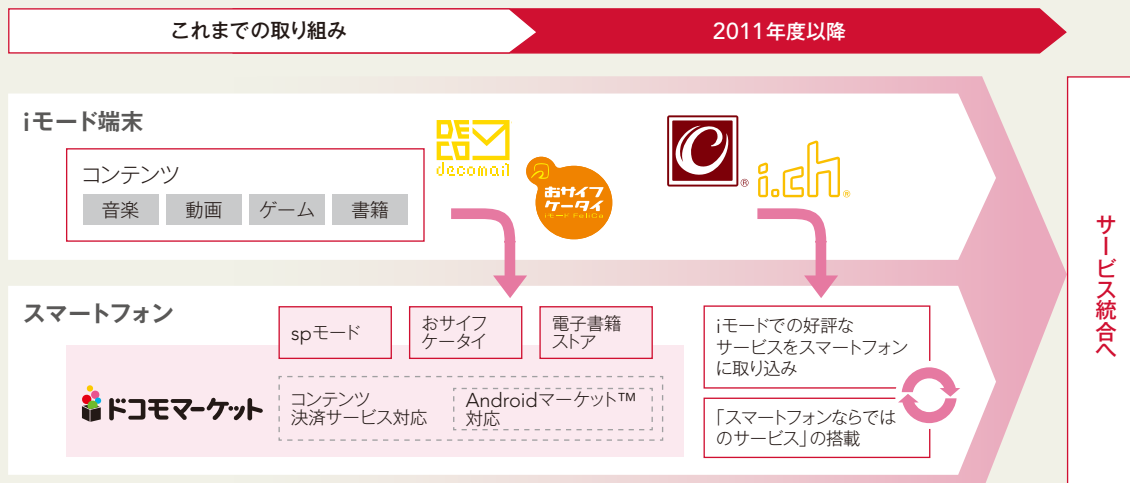 これまでの取り組み
2011年度以降
iモード端末
コンテンツ
音楽
動画
ゲーム
書籍
DECO
decomail
おサイフ
ケータイ
iモード FeliCa
C®
i.ch®
スマートフォン
spモード
おサイフ
ケータイ
電子書籍
ストア
ドコモマーケット
コンテンツ
決済サービス対応
Androidマーケット™
対応
iモードでの好評な
サービスをスマートフォン
に取り込み
「スマートフォンならでは
のサービス」の搭載
サービス統合へ